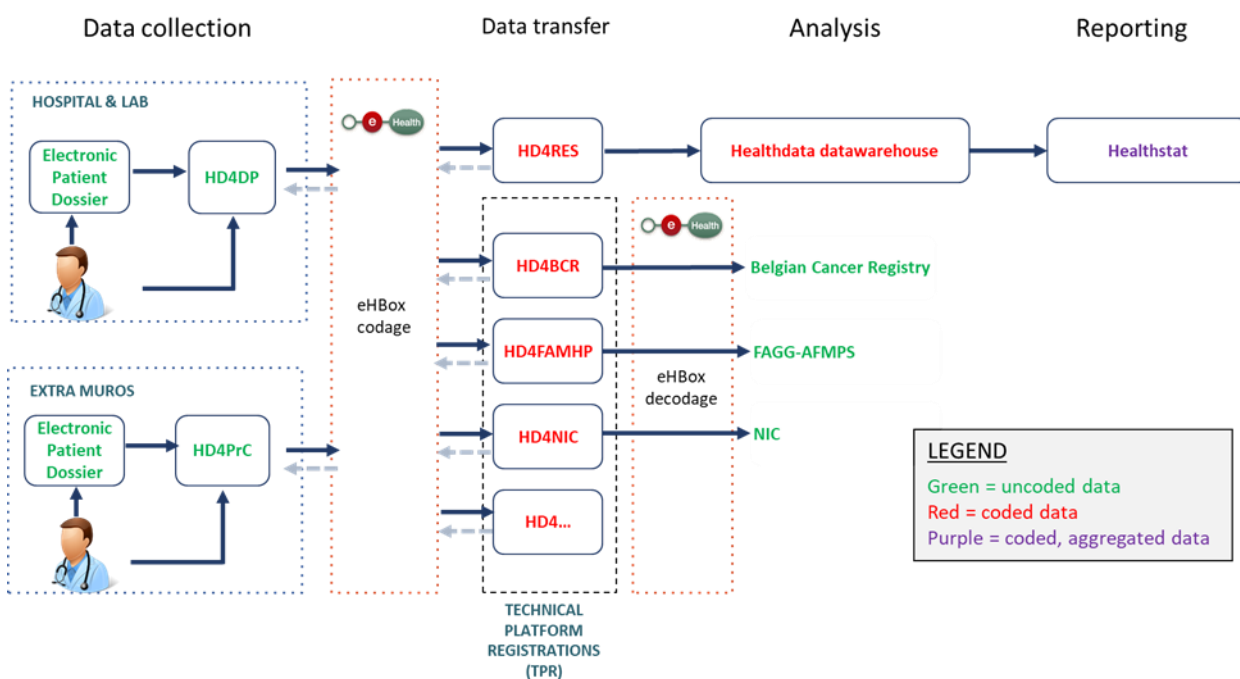 Data collection
Data transfer
Analysis
Reporting
HOSPITAL & LAB
Electronic
Patient
Dossier
HD4DP
e Health
HD4RES
Healthdata datawarehouse
Healthstat
e Health
HD4BCR
Belgian Cancer Registry
eHBox
codage
HD4FAMHP
FAGG-AFMPS
eHBox
decodage
EXTRA MUROS
Electronic
Patient
Dossier
HD4PrC
HD4NIC
NIC
HD4...
TECHNICAL
PLATFORM
REGISTRATIONS
(TPR)
LEGEND
Green = uncoded data
Red = coded data
Purple = coded, aggregated data